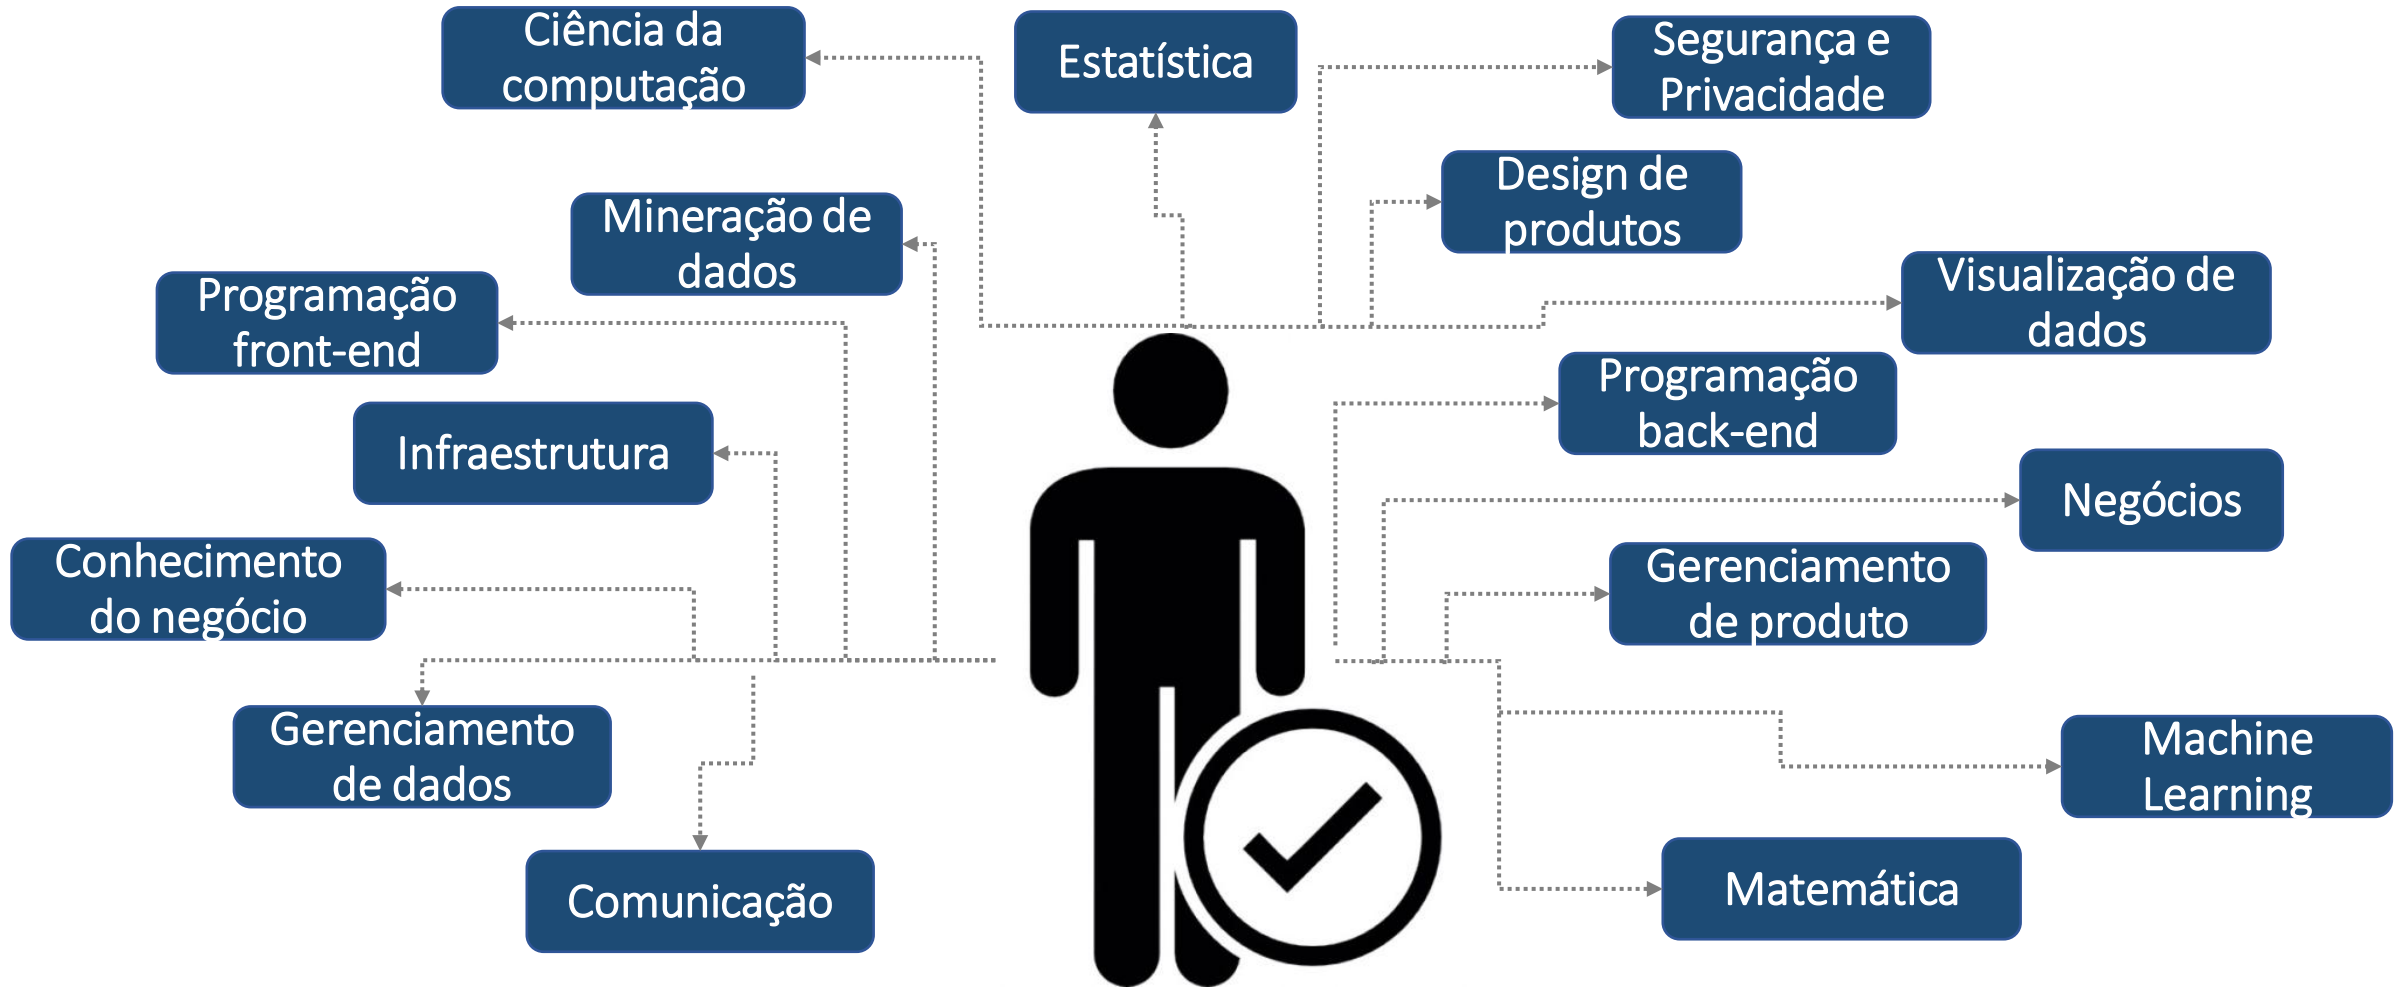 Ciência da
computação
Estatística
Segurança e
Privacidade
Design de
produtos
Mineração de
dados
Visualização de
dados
Programação
front-end
Programação
back-end
Infraestrutura
Negócios
Conhecimento
do negócio
Gerenciamento
de produto
Gerenciamento
de dados
Machine
Learning
Comunicação
Matemática